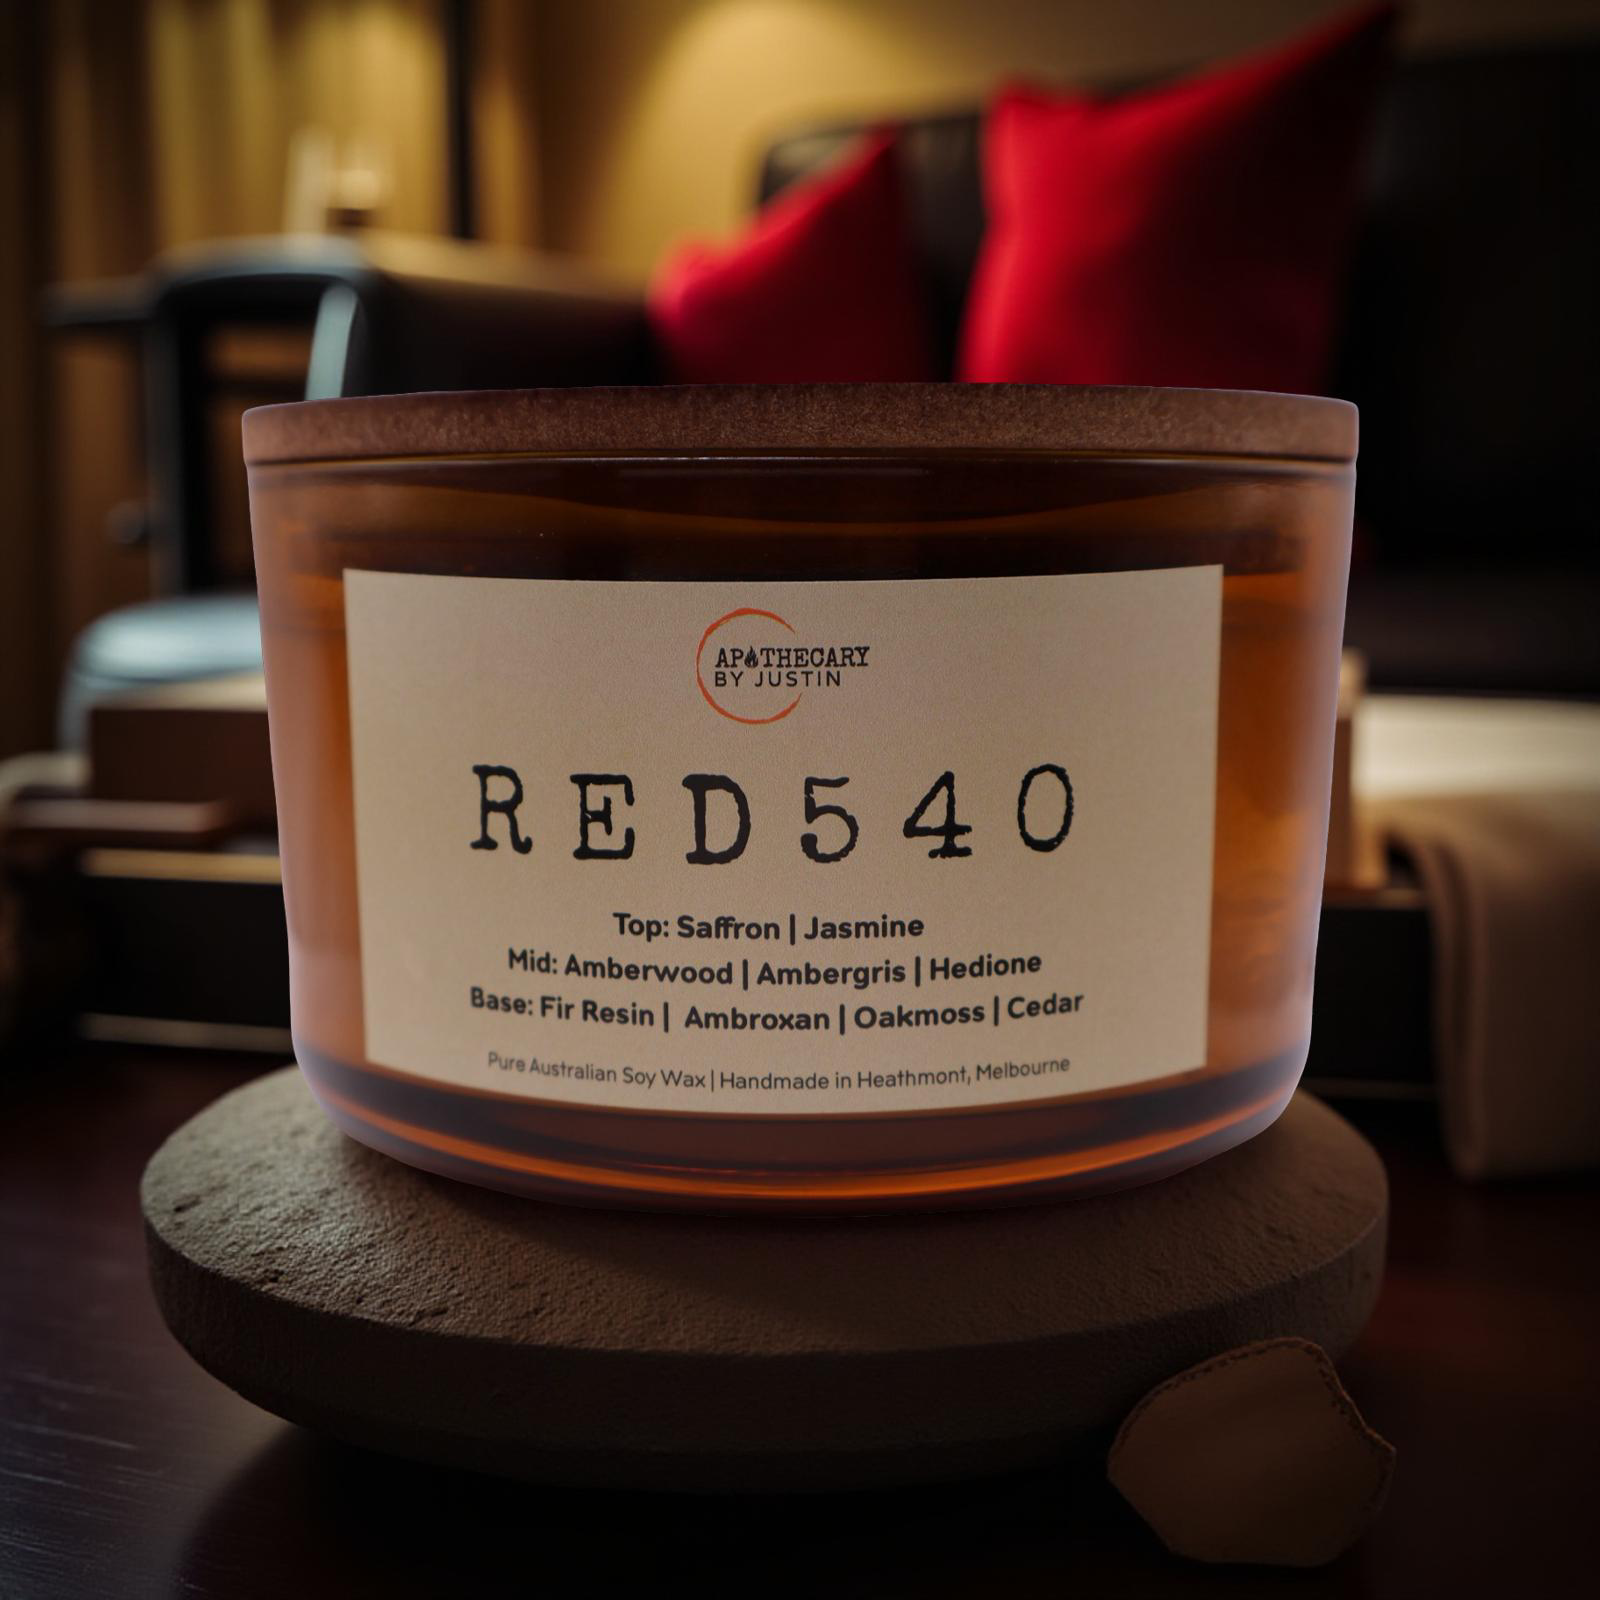 APOTHECARY
BY JUSTIN
RED540
Top: Saffron | Jasmine
Mid: Amberwood | Ambergris | Hedione
Base: Fir Resin | Ambroxan | Oakmoss | Cedar
Pure Australian Soy Wax | Handmade in Heathmont, Melbourne